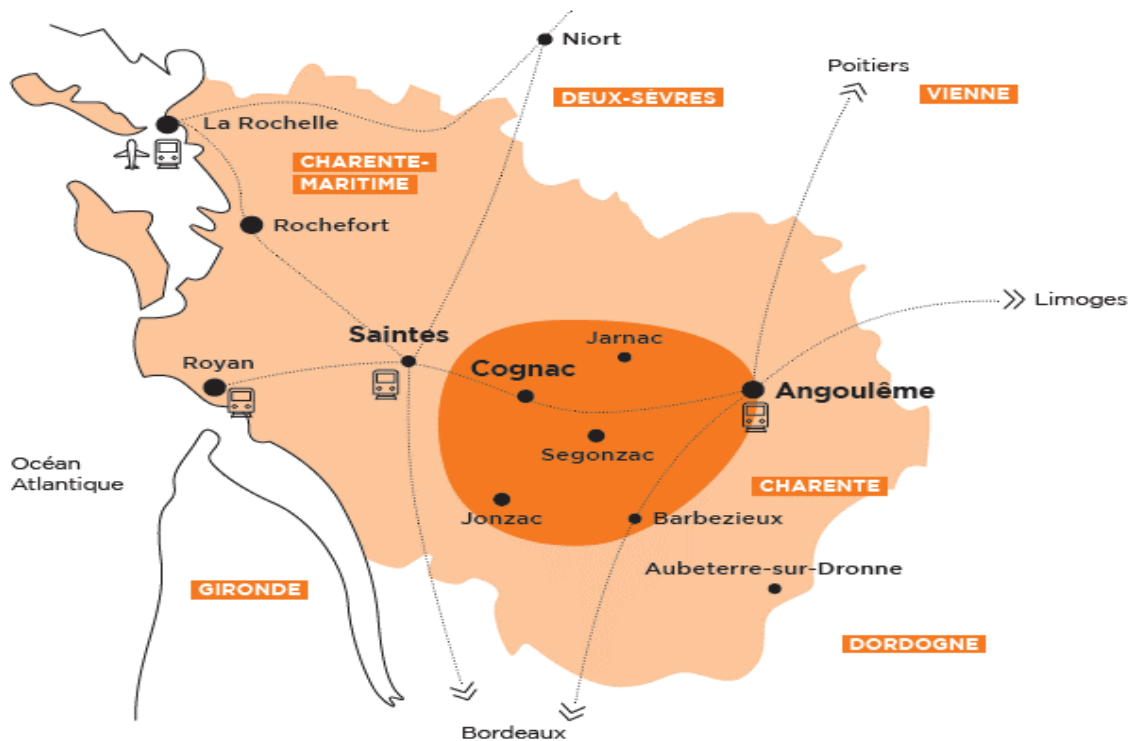 Niort
Poitiers
DEUX-SÈVRES
VIENNE
La Rochelle
CHARENTE-
MARITIME
Rochefort
Limoges
Saintes
Jarnac
Royan
Cognac
Angoulême
Segonzac
Océan
Atlantique
CHARENTE
Jonzac
Barbezieux
Aubeterre-sur-Dronne
GIRONDE
DORDOGNE
Bordeaux